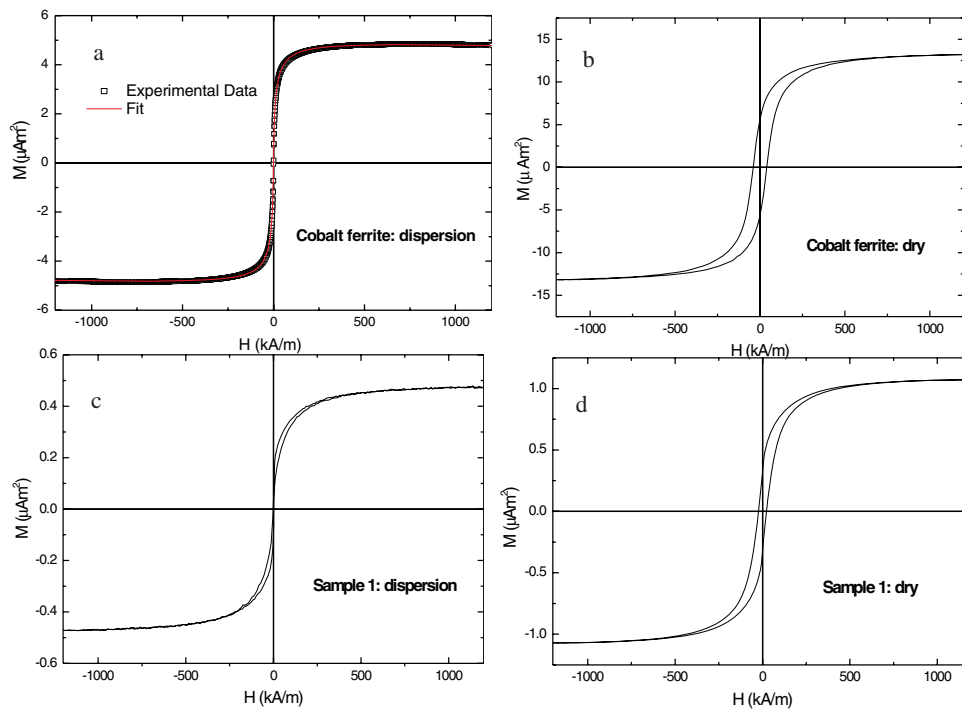 a
Experimental Data
Fit
M (μAm²)
6
4
2
0
-2
-4
-6
Cobalt ferrite: dispersion
-1000 -500 0 500 1000
H (kA/m)
b
M (μ Am²)
15
10
5
0
-5
-10
-15
Cobalt ferrite: dry
-1000 -500 0 500 1000
H (kA/m)
c
M (μAm²)
0.6
0.4
0.2
0.0
-0.2
-0.4
-0.6
Sample 1: dispersion
-1000 -500 0 500 1000
H (kA/m)
d
M (μAm²)
1.0
0.5
0.0
-0.5
-1.0
Sample 1: dry
-1000 -500 0 500 1000
H (kA/m)